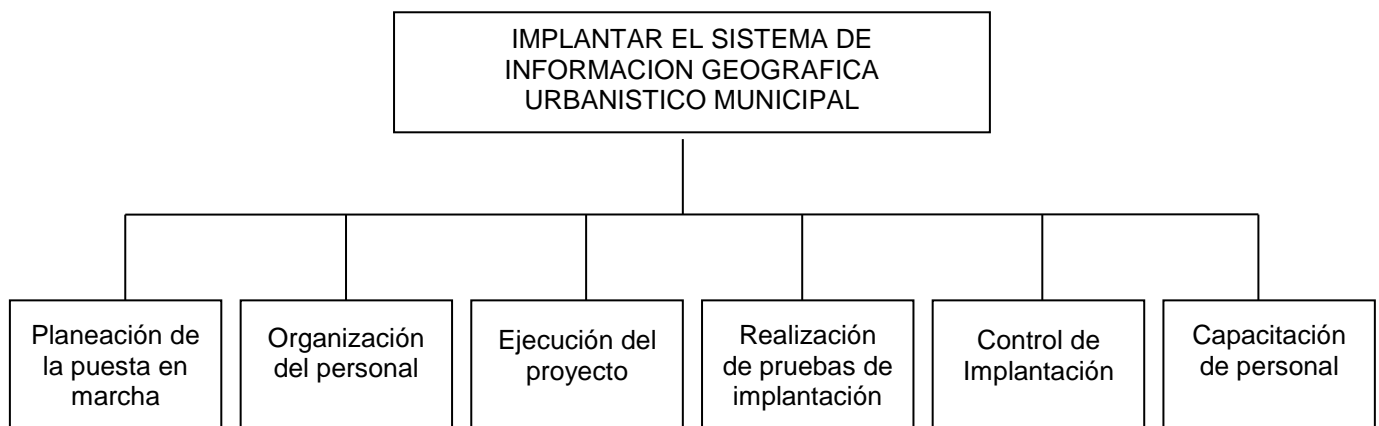 IMPLANTAR EL SISTEMA DE
INFORMACION GEOGRAFICA
URBANISTICO MUNICIPAL
Planeación de
la puesta en
marcha
Organización
del personal
Ejecución del
proyecto
Realización
de pruebas de
implantación
Control de
Implantación
Capacitación
de personal